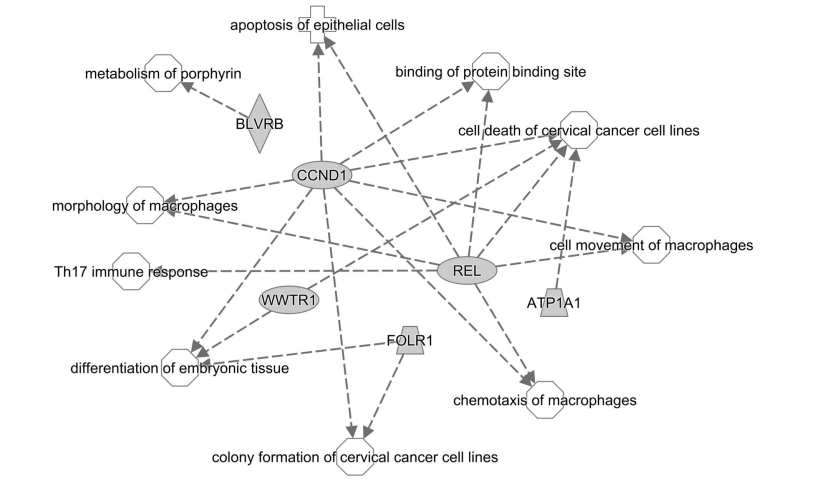 apoptosis of epithelial cells
metabolism of porphyrin
binding of protein binding site
BLVRB
cell death of cervical cancer cell lines
CCND1
morphology of macrophages
cell movement of macrophages
Th17 immune response
REL
WWTR1
ATP1A1
FOLR1
differentiation of embryonic tissue
chemotaxis of macrophages
colony formation of cervical cancer cell lines